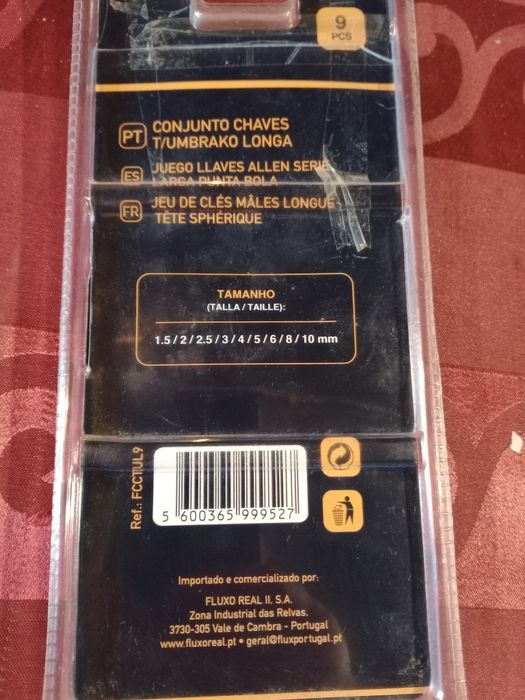 9
PCS
PT CONJUNTO CHAVES
T/UMBRAKO LONGA
ES JUEGO LLAVES ALLEN SERIE
LARGA PUNTA BOLA
FR JEU DE CLÉS MÂLES LONGUE
TÊTE SPHÉRIQUE
TAMANHO
(TALLA / TAILLE):
1.5 / 2 / 2.5 / 3 / 4 / 5 / 6 / 8 / 10 mm
Ref.: FCCTUL9
5 600365 999527
Importado e comercializado por:
FLUXO REAL II, S.A.
Zona Industrial das Relvas,
3730-305 Vale de Cambra - Portugal
www.fluxoreal.pt • geral@fluxportugal.pt